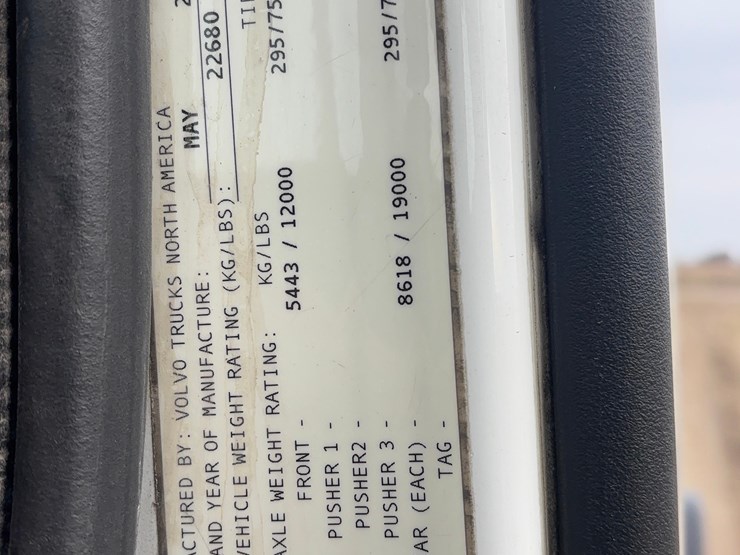 ACTURED BY: VOLVO TRUCKS NORTH AMERICA
AND YEAR OF MANUFACTURE: MAY 2
VEHICLE WEIGHT RATING (KG/LBS): 22680
AXLE WEIGHT RATING: KG/LBS TI
FRONT - 5443 / 12000 295/75
PUSHER 1 -
PUSHER2 -
PUSHER 3 -
AR (EACH) - 8618 / 19000 295/7
TAG -